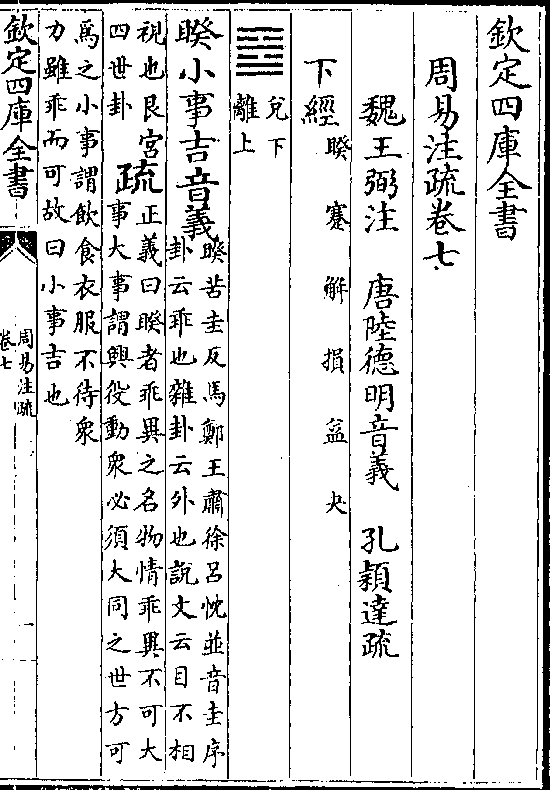 欽定四庫全書
周易注疏卷七
魏王弼注 唐陸德明音義 孔穎達疏
下經 睽 蹇 解 損 益 夬
兌下
離上
睽小事吉音義睽苦圭反馬鄭王肅徐呂忱並音圭序
卦云乖也雜卦云外也說文云目不相
視也艮宮
四世卦
疏正義曰睽者乖異之名物情乖異不可大
事大事謂興役動衆必須大同之世方可
爲之小事謂飲食衣服不待衆
力雖乖而可故曰小事吉也
欽定四庫全書
周易注疏
卷七